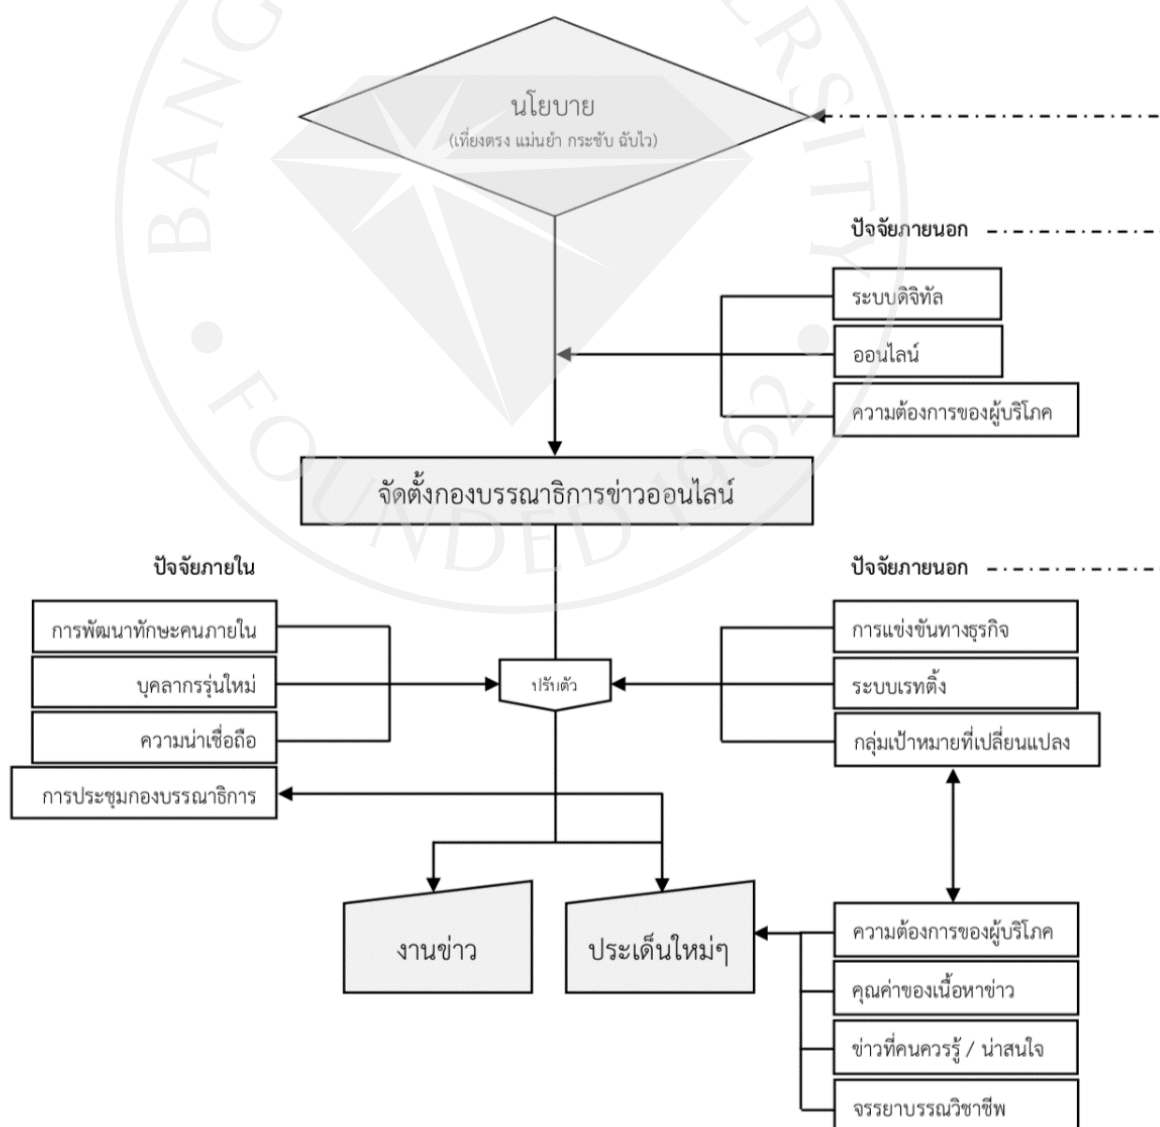 นโยบาย
(เที่ยงตรง แม่นยำ กระชับ ฉับไว)
ปัจจัยภายนอก
ระบบดิจิทัล
ออนไลน์
ความต้องการของผู้บริโภค
จัดตั้งกองบรรณาธิการข่าวออนไลน์
ปัจจัยภายใน
การพัฒนาทักษะคนภายใน
บุคลากรรุ่นใหม่
ความน่าเชื่อถือ
การประชุมกองบรรณาธิการ
ปรับตัว
ปัจจัยภายนอก
การแข่งขันทางธุรกิจ
ระบบเรทติ้ง
กลุ่มเป้าหมายที่เปลี่ยนแปลง
งานข่าว
ประเด็นใหม่ๆ
ความต้องการของผู้บริโภค
คุณค่าของเนื้อหาข่าว
ข่าวที่คนควรรู้ / น่าสนใจ
จรรยาบรรณวิชาชีพ
FOUNDED 1962